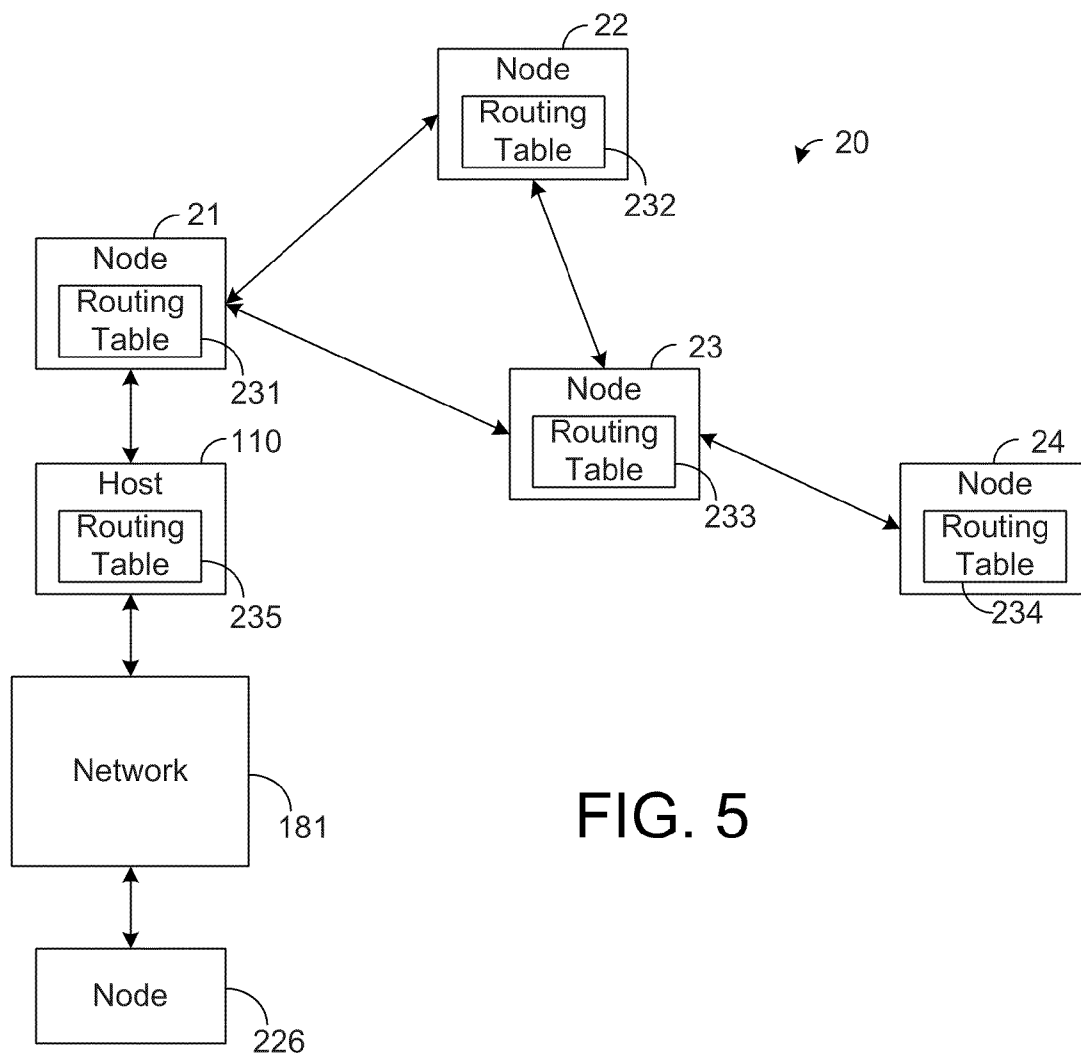 22
Node
Routing
Table
232
20
21
Node
Routing
Table
231
23
Node
Routing
Table
233
110
Host
Routing
Table
235
24
Node
Routing
Table
234
Network
181
FIG. 5
Node
226